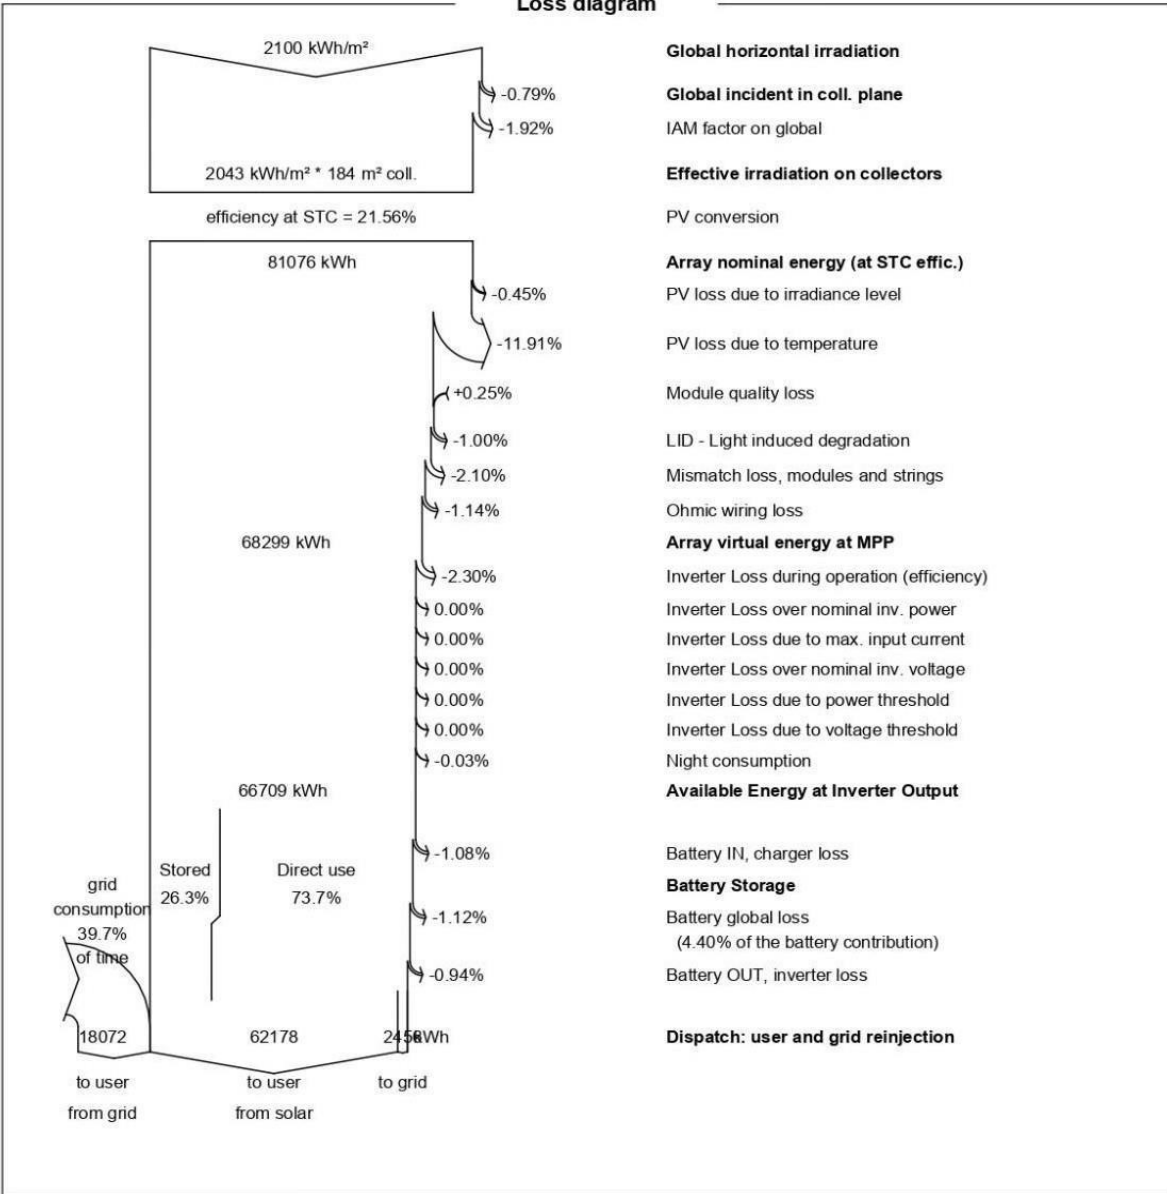 Loss diagram
2100 kWh/m² Global horizontal irradiation
-0.79% Global incident in coll. plane
-1.92% IAM factor on global
2043 kWh/m² * 184 m² coll. Effective irradiation on collectors
efficiency at STC = 21.56% PV conversion
81076 kWh Array nominal energy (at STC effic.)
-0.45% PV loss due to irradiance level
-11.91% PV loss due to temperature
+0.25% Module quality loss
-1.00% LID - Light induced degradation
-2.10% Mismatch loss, modules and strings
-1.14% Ohmic wiring loss
68299 kWh Array virtual energy at MPP
-2.30% Inverter Loss during operation (efficiency)
0.00% Inverter Loss over nominal inv. power
0.00% Inverter Loss due to max. input current
0.00% Inverter Loss over nominal inv. voltage
0.00% Inverter Loss due to power threshold
0.00% Inverter Loss due to voltage threshold
-0.03% Night consumption
66709 kWh Available Energy at Inverter Output
-1.08% Battery IN, charger loss
Stored Direct use
grid Battery Storage
26.3% 73.7%
consumption -1.12% Battery global loss
39.7% (4.40% of the battery contribution)
of time
-0.94% Battery OUT, inverter loss
18072 62178 kWh Dispatch: user and grid reinjection
to user to user to grid
from grid from solar